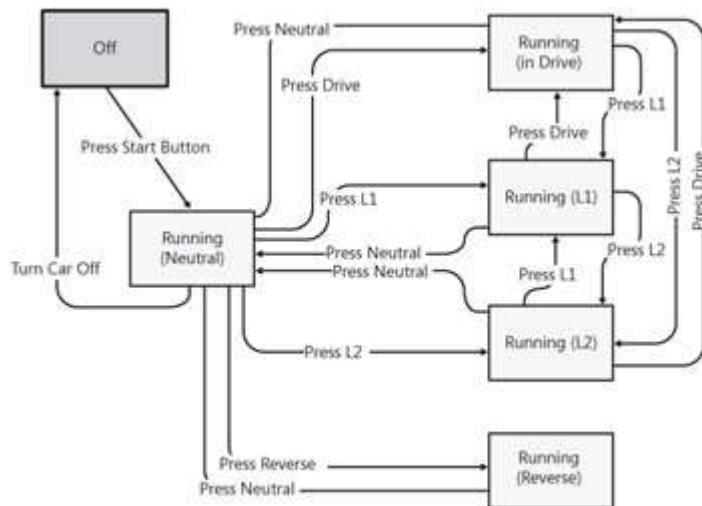 Off
Press Neutral
Running
(in Drive)
Press Drive
Press L1
Press Start Button
Press Drive
Press L2
Press Drive
Press L1
Running (L1)
Running
(Neutral)
Press Neutral
Press L2
Turn Car Off
Press Neutral
Press L1
Press L2
Running (L2)
Press Reverse
Running
(Reverse)
Press Neutral